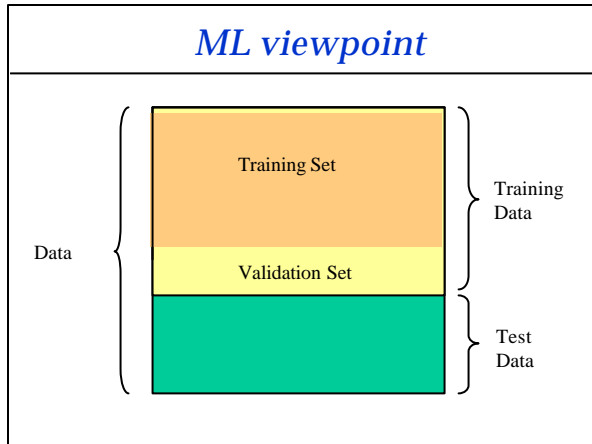 ML viewpoint
Training Set
Training
Data
Data
Validation Set
Test
Data